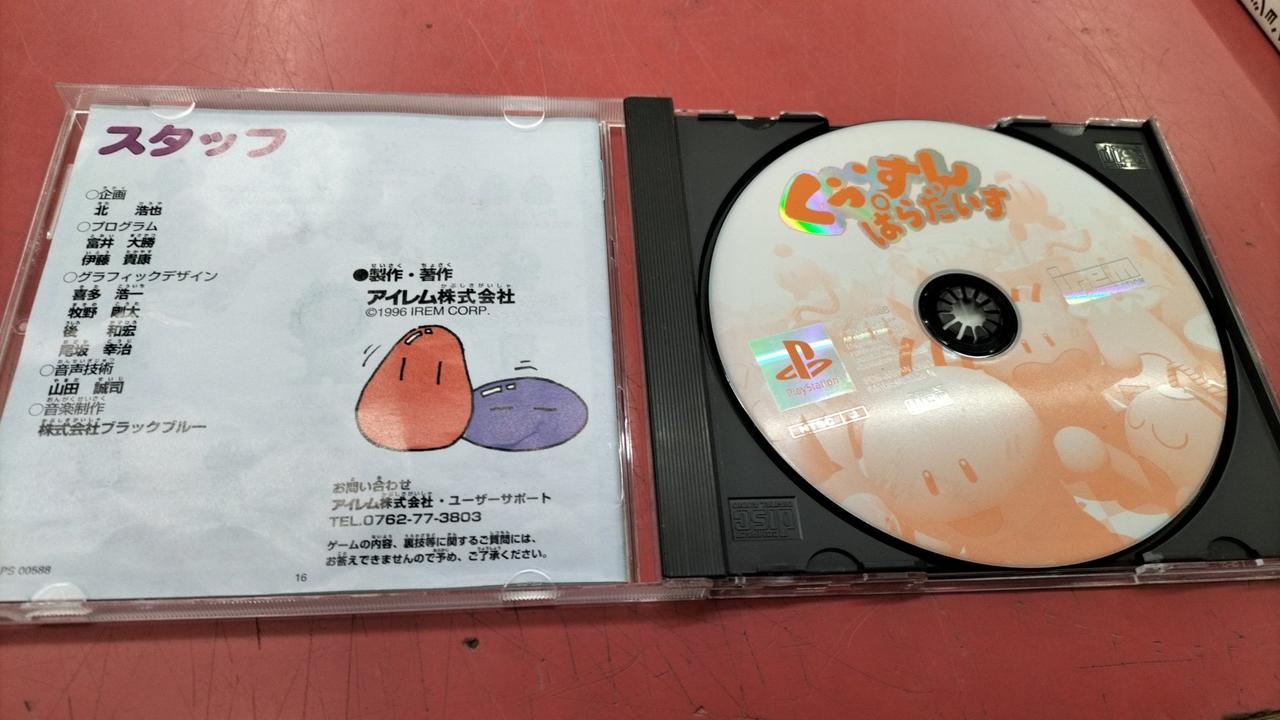 スタッフ
○企画
北 浩也
○プログラム
富井 大勝
伊藤 貴康
○グラフィックデザイン
喜多 浩一
牧野 剛大
後 和宏
尾坂 幸治
○音声技術
山田 誠司
○音楽制作
株式会社ブラックブルー
●製作・著作
アイレム株式会社
©1996 IREM CORP.
お問い合わせ
アイレム株式会社・ユーザーサポート
TEL.0762-77-3803
ゲームの内容、裏技等に関するご質問には、
お答えできませんので予め、ご了承ください。
PS 00588
16
ぐっすん
ぱらだいす
irem
PlayStation
NTSC J
disc
disc